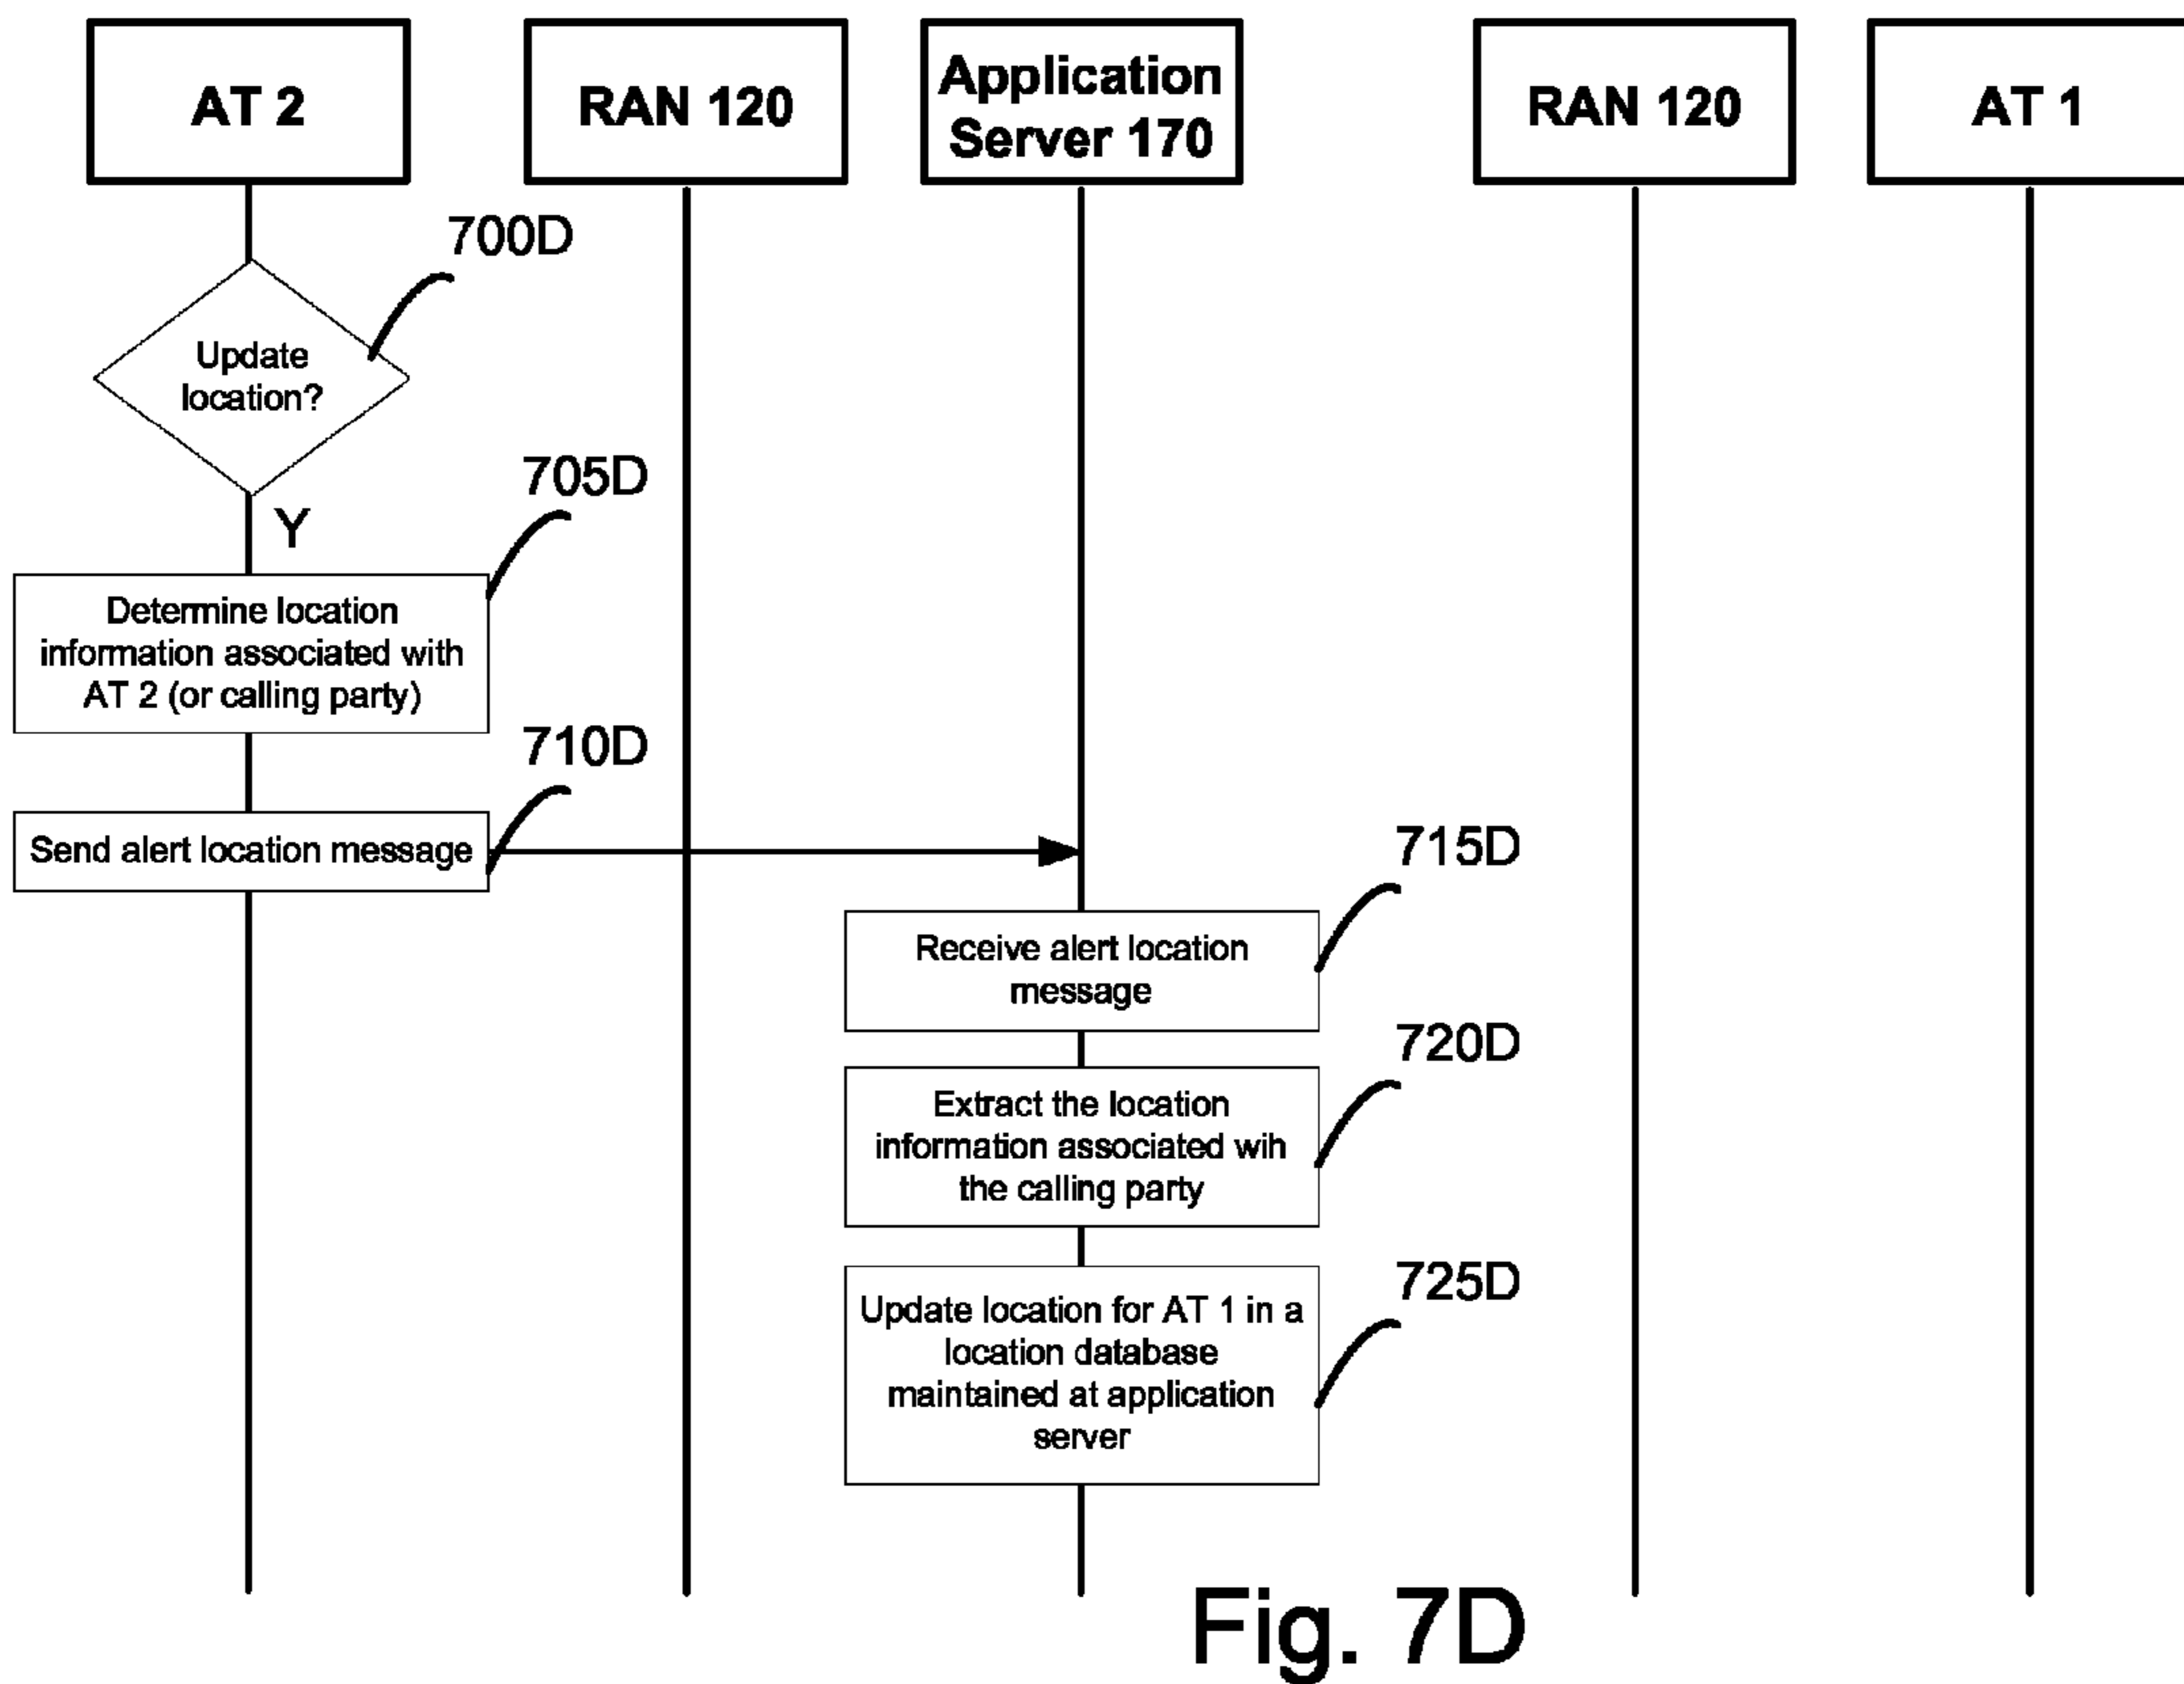 AT 2
RAN 120
Application
Server 170
RAN 120
AT 1
700D
Update
location?
705D
Y
Determine location
information associated with
AT 2 (or calling party)
710D
Send alert location message
715D
Receive alert location
message
720D
Extract the location
information associated wih
the calling party
725D
Update location for AT 1 in a
location database
maintained at application
server
Fig. 7D